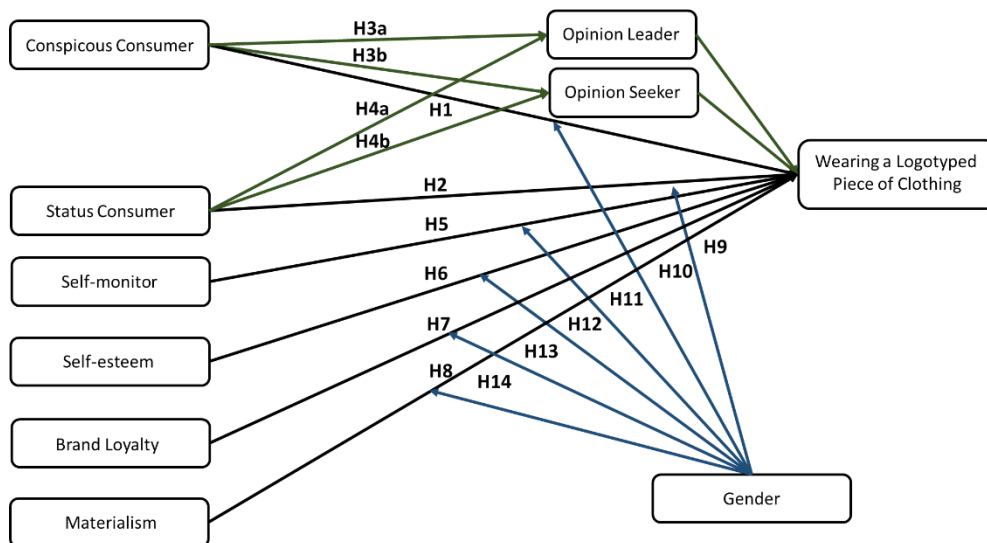 Conspicous Consumer
H3a
H3b
Opinion Leader
Opinion Seeker
H4a
H1
H4b
Wearing a Logotyped
Piece of Clothing
Status Consumer
H2
H5
H9
Self-monitor
H6
H10
H11
H7
H12
Self-esteem
H13
H8
H14
Brand Loyalty
Materialism
Gender